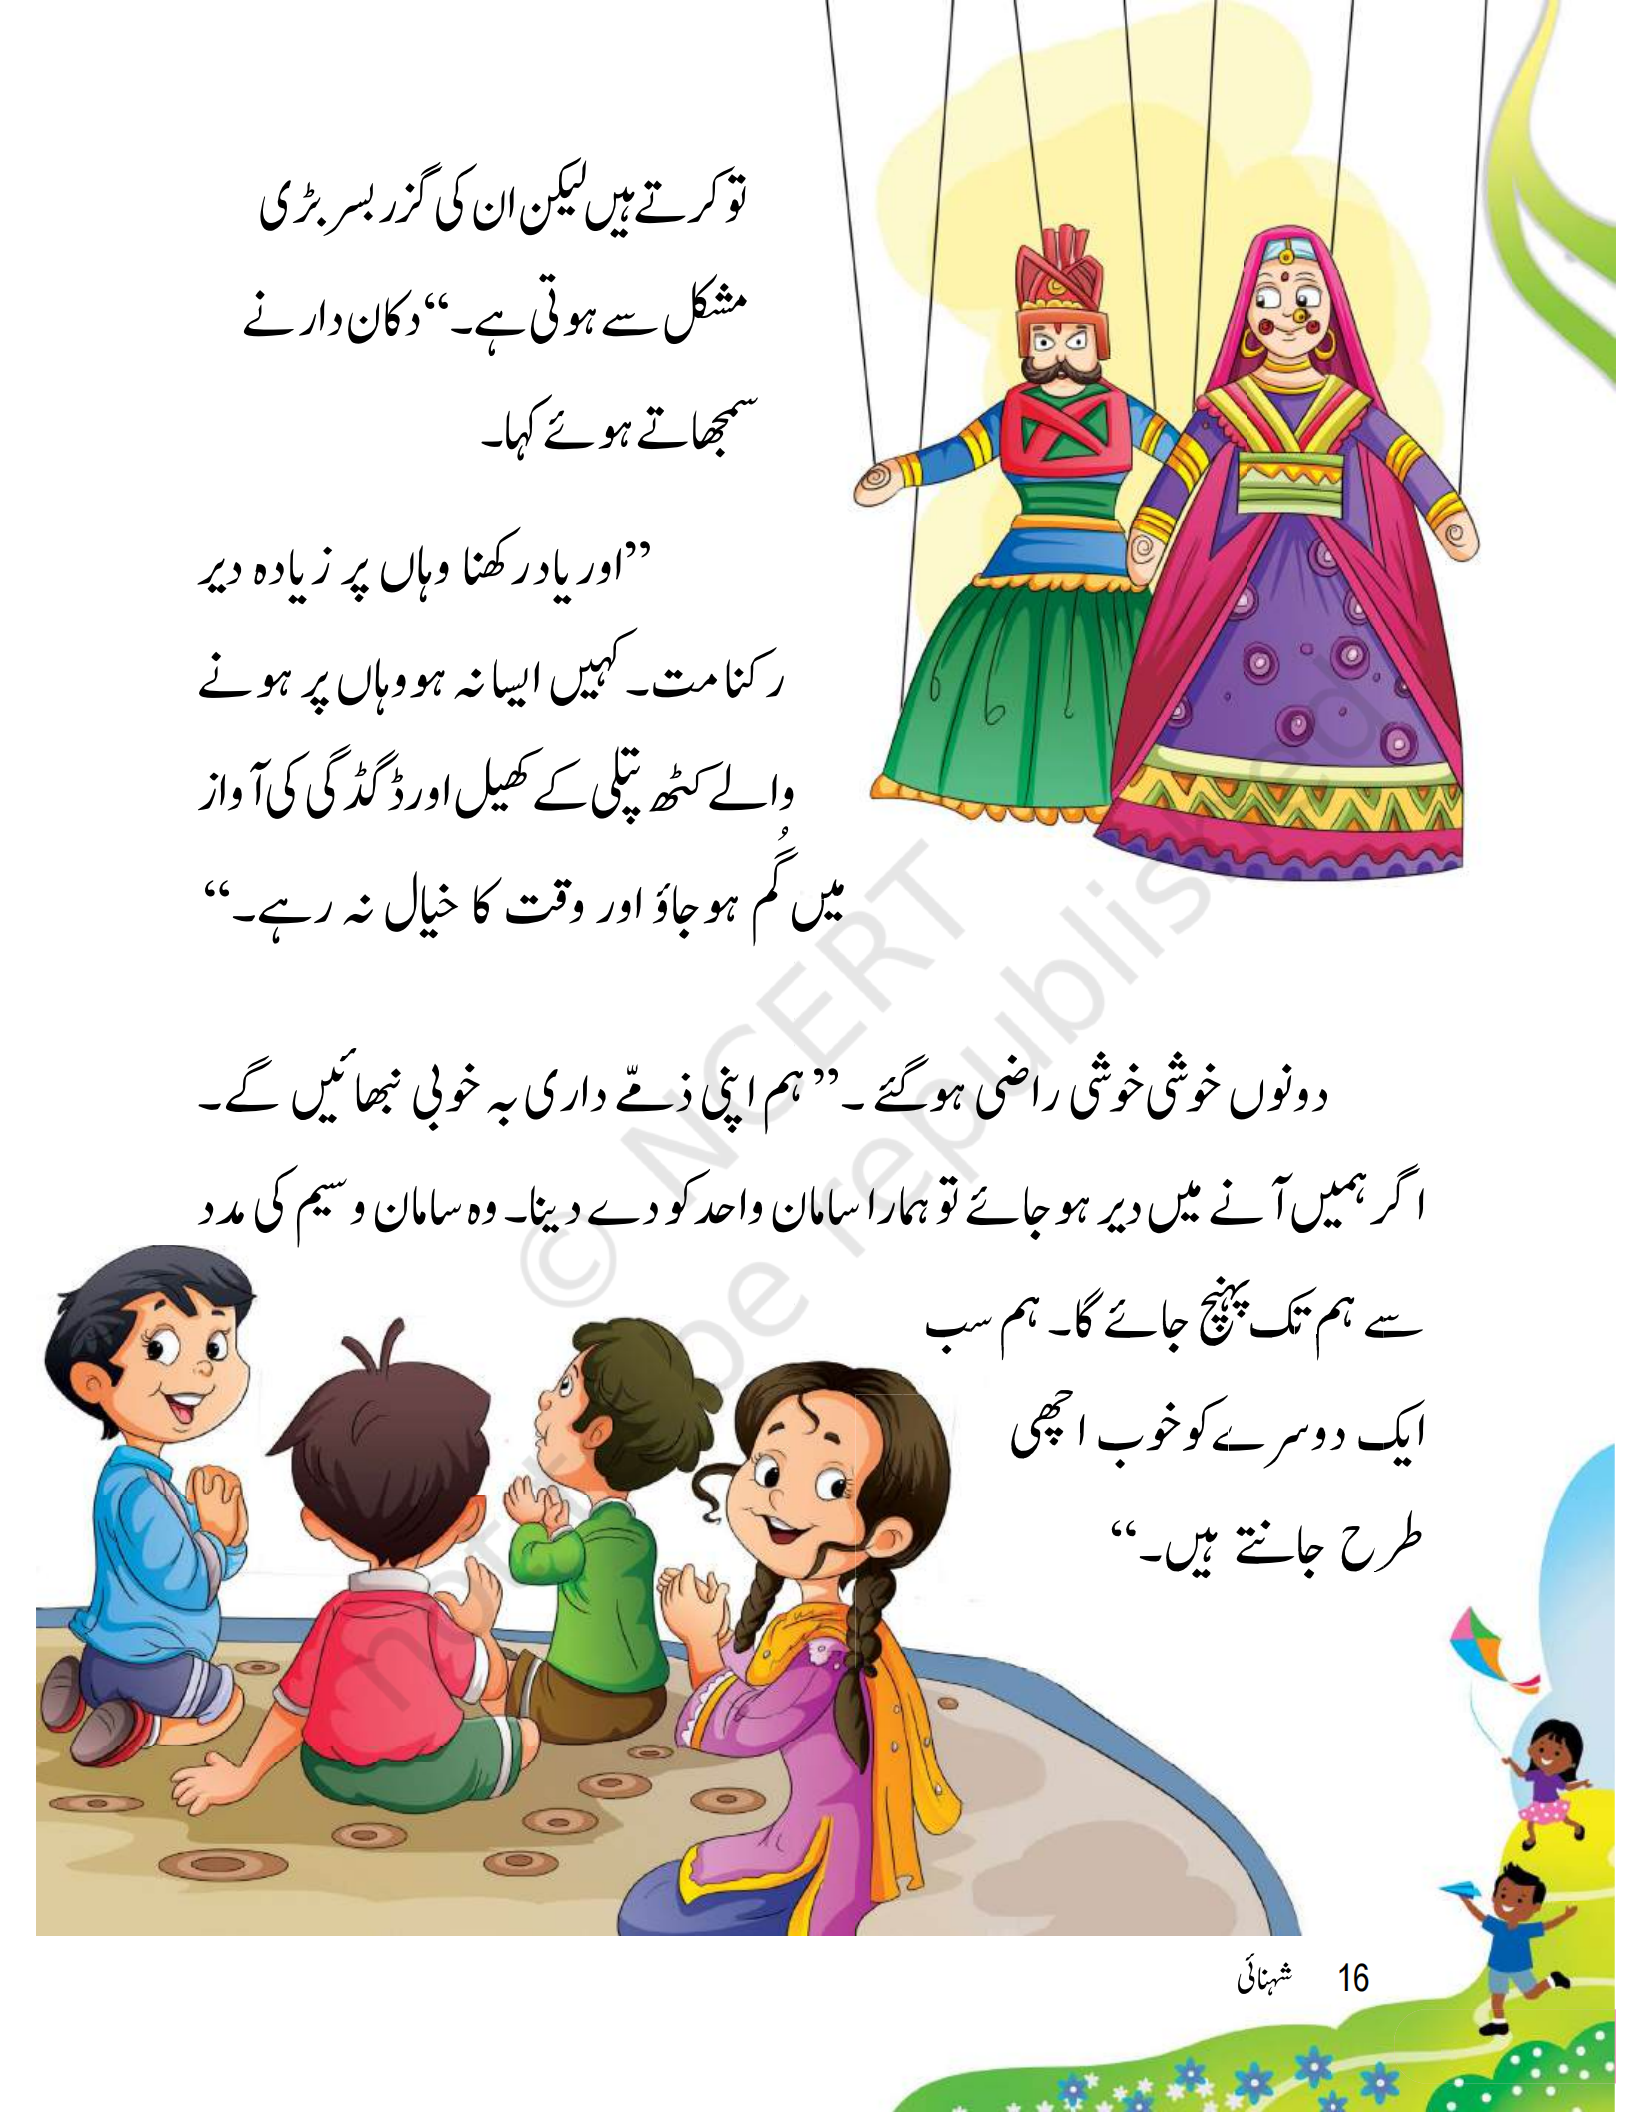 تو کرتے ہیں لیکن ان کی گزر بسر بڑی
مشکل سے ہوتی ہے۔“ دکان دار نے
سمجھاتے ہوئے کہا۔
”اور یاد رکھنا وہاں پر زیادہ دیر
رکنا مت۔ کہیں ایسا نہ ہو وہاں پر ہونے
والے کٹھ پتلی کے کھیل اور ڈگڈگی کی آواز
میں گُم ہو جاؤ اور وقت کا خیال نہ رہے۔“
دونوں خوشی خوشی راضی ہو گئے۔ ”ہم اپنی ذمّے داری بہ خوبی نبھائیں گے۔
اگر ہمیں آنے میں دیر ہو جائے تو ہمارا سامان واحد کو دے دینا۔ وہ سامان وسیم کی مدد
سے ہم تک پہنچ جائے گا۔ ہم سب
ایک دوسرے کو خوب اچھی
طرح جانتے ہیں۔“
© NCERT
not to be republished
16 شہنائی